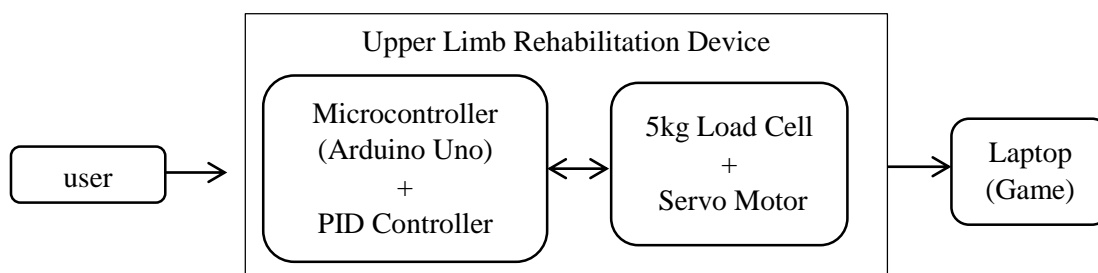 Upper Limb Rehabilitation Device
user
Microcontroller
(Arduino Uno)
+
PID Controller
5kg Load Cell
+
Servo Motor
Laptop
(Game)